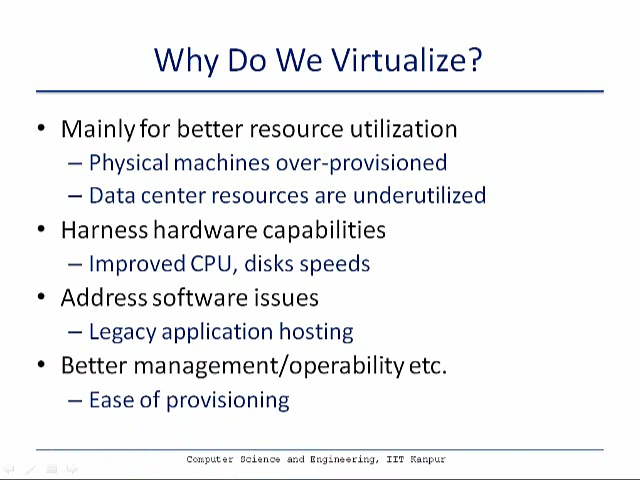 Why Do We Virtualize?
• Mainly for better resource utilization
– Physical machines over-provisioned
– Data center resources are underutilized
• Harness hardware capabilities
– Improved CPU, disks speeds
• Address software issues
– Legacy application hosting
• Better management/operability etc.
– Ease of provisioning
Computer Science and Engineering, IIT Kanpur